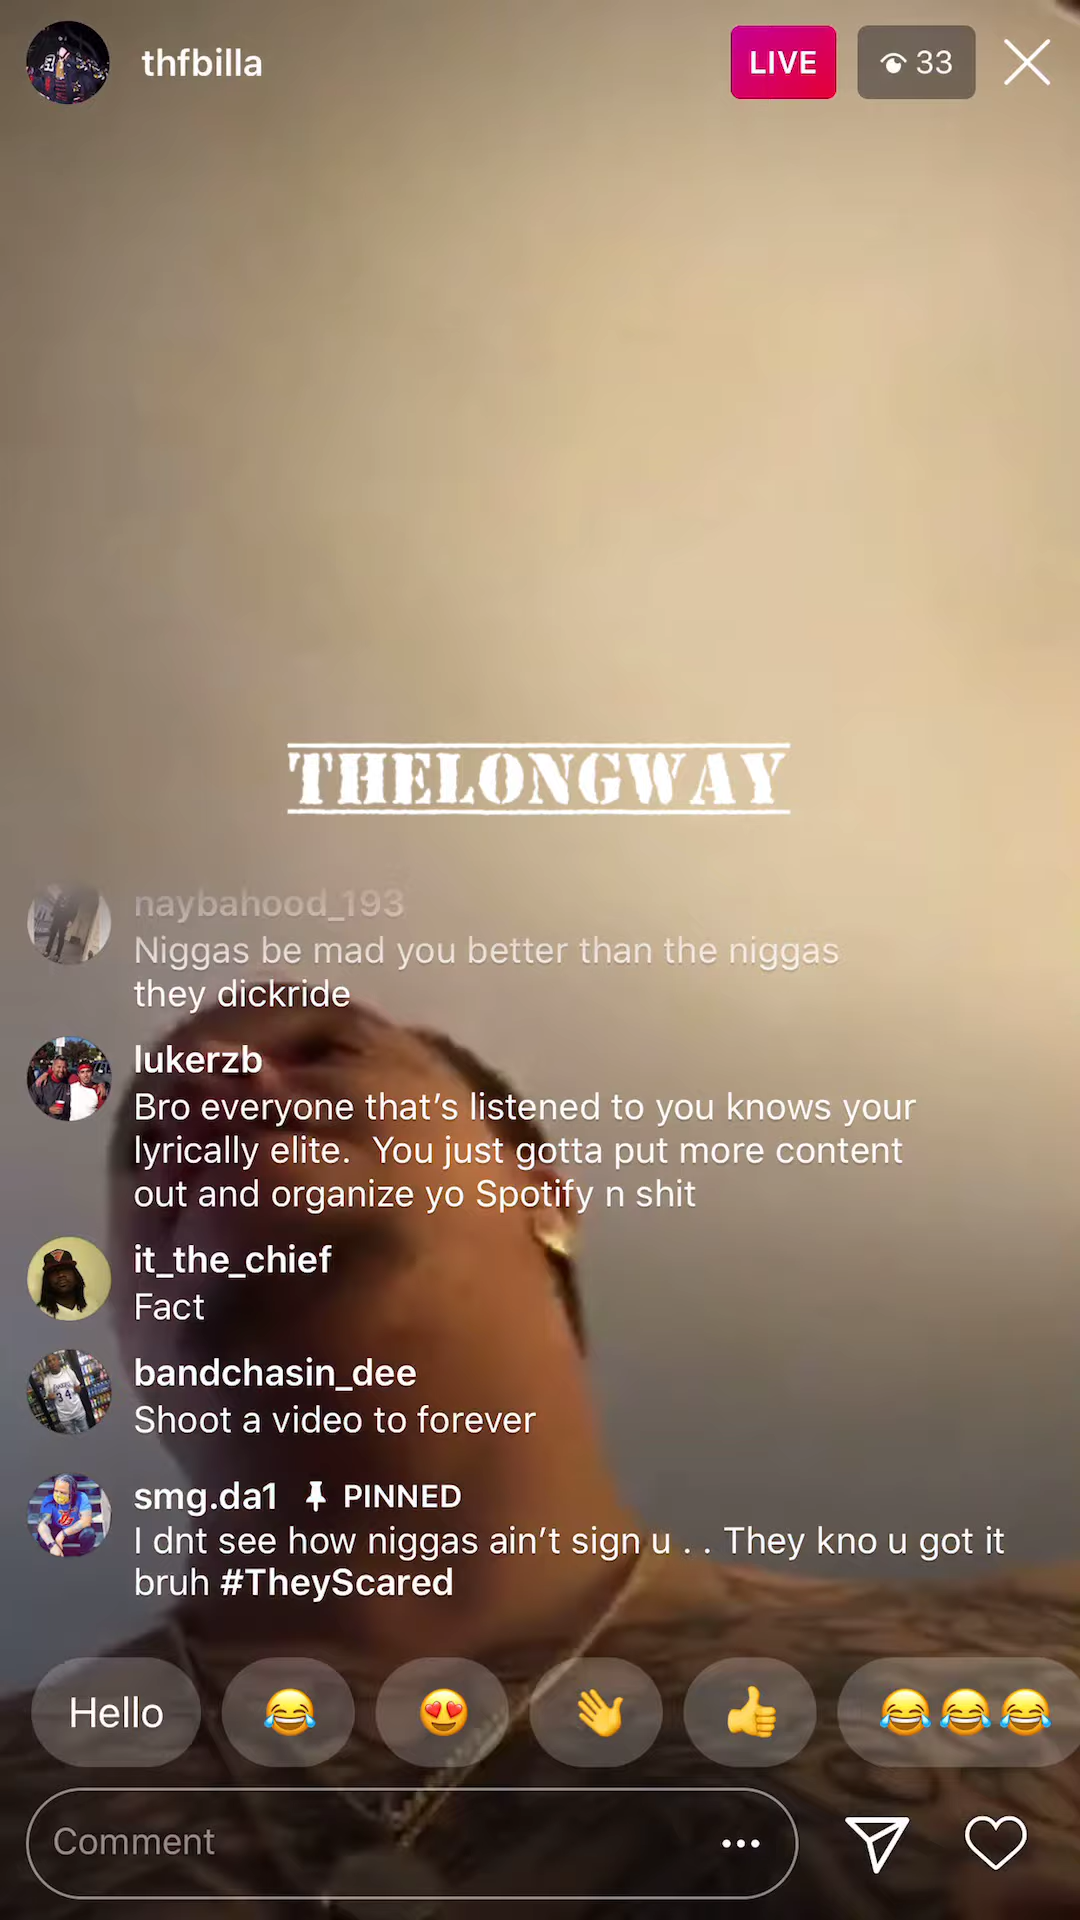 thfbilla
LIVE
33
THELONGWAY
naybahood_193
Niggas be mad you better than the niggas
they dickride
lukerzb
Bro everyone that’s listened to you knows your
lyrically elite.  You just gotta put more content
out and organize yo Spotify n shit
it_the_chief
Fact
bandchasin_dee
Shoot a video to forever
smg.da1 PINNED
I dnt see how niggas ain’t sign u . . They kno u got it
bruh #TheyScared
Hello
Comment